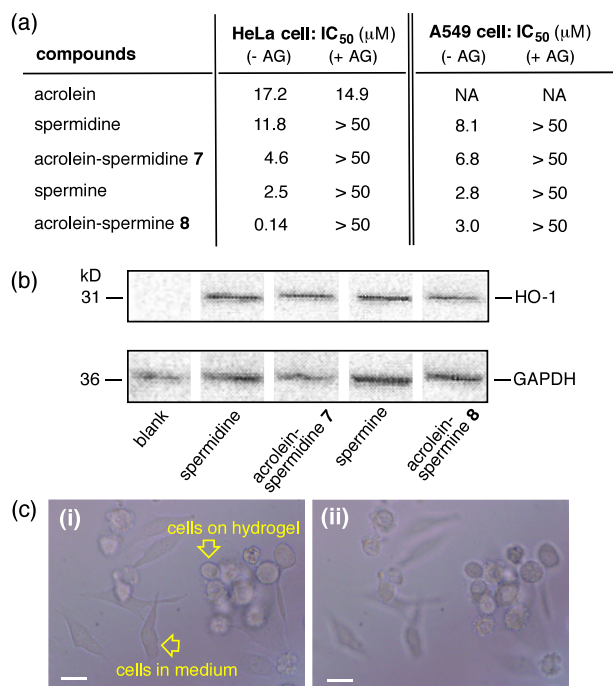 (a)
HeLa cell: IC50 (μM) A549 cell: IC50 (μM)
compounds (- AG) (+ AG) (- AG) (+ AG)
acrolein 17.2 14.9 NA NA
spermidine 11.8 > 50 8.1 > 50
acrolein-spermidine 7 4.6 > 50 6.8 > 50
spermine 2.5 > 50 2.8 > 50
acrolein-spermine 8 0.14 > 50 3.0 > 50
(b)
kD
31 HO-1
36 GAPDH
blank
spermidine
acrolein-
spermidine 7
spermine
acrolein-
spermine 8
(c)
(i)
cells on hydrogel
cells in medium
(ii)